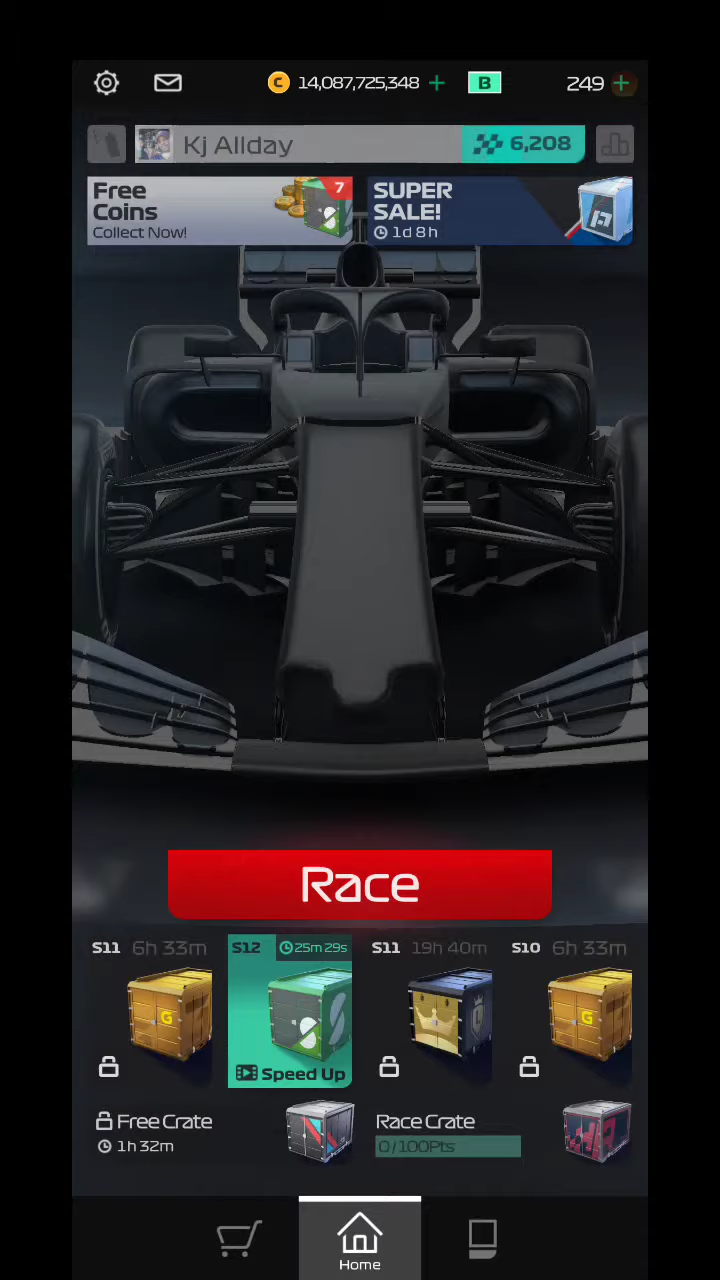 C 14,087,725,348 + B 249 +
Kj Allday 6,208
Free
Coins
Collect Now!
7
SUPER
SALE!
1d 8h
S11 6h 33m
S12 25m 29s
S11 19h 40m
S10 6h 33m
G
G
L
Speed Up
Free Crate
1h 32m
Race
Race Crate
0/100Pts
Home